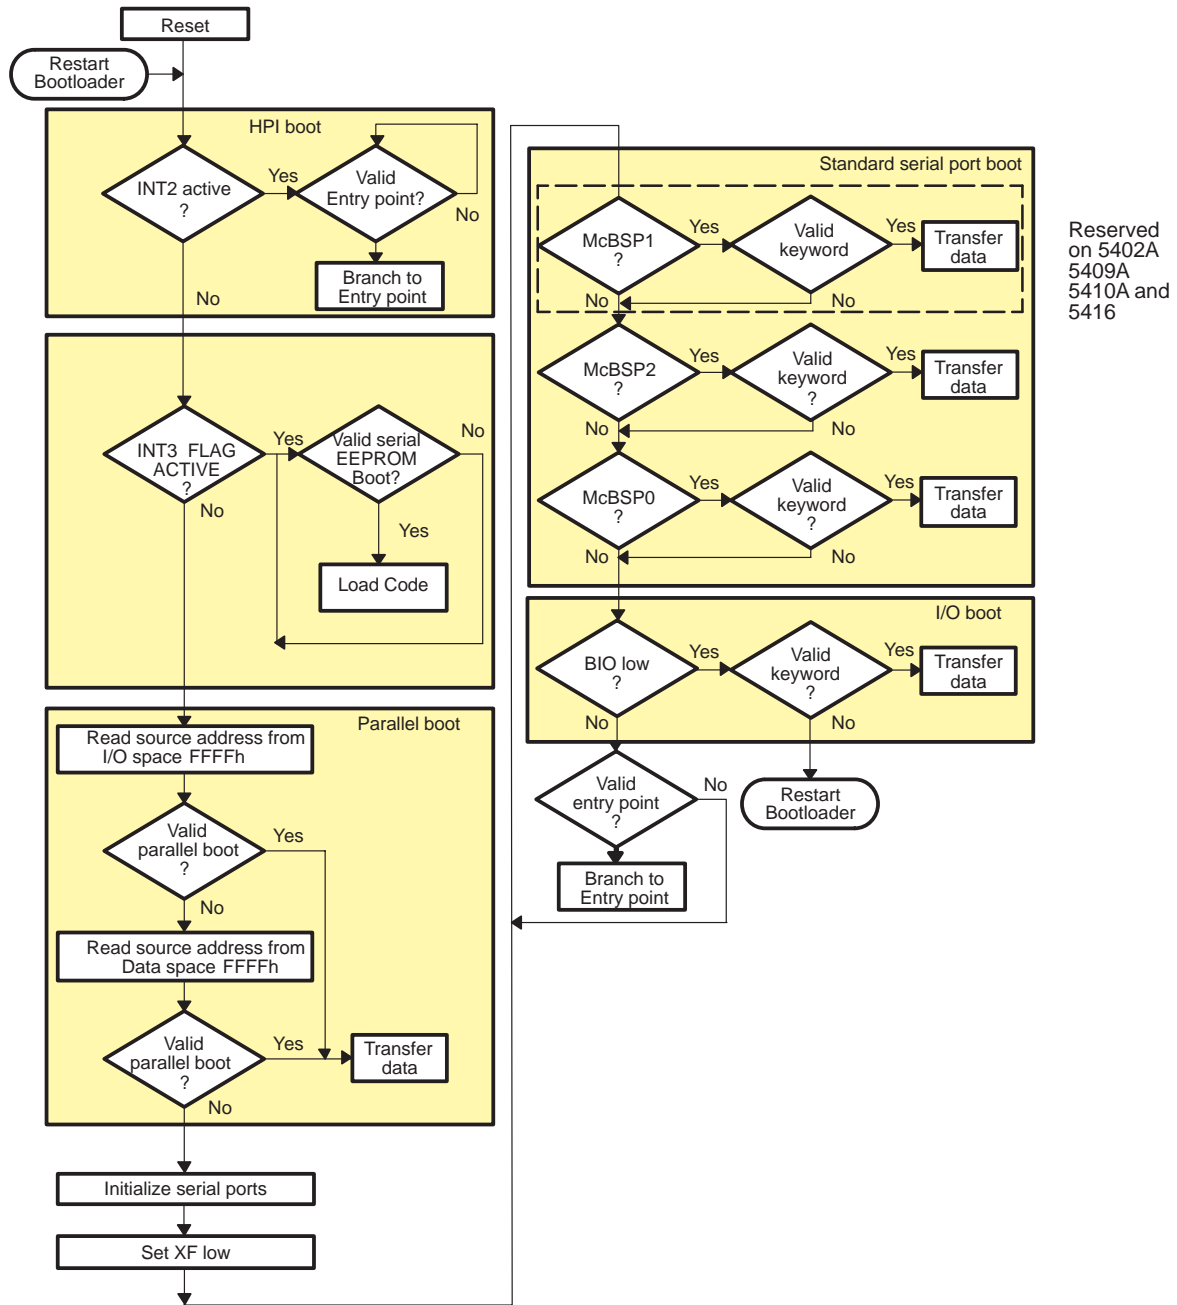 Reset
Restart
Bootloader
HPI boot
INT2 active
?
Yes
Valid
Entry point?
No
Branch to
Entry point
No
INT3 FLAG
ACTIVE
?
Yes
Valid serial
EEPROM
Boot?
No
Yes
Load Code
No
Parallel boot
Read source address from
I/O space FFFFh
Valid
parallel boot
?
Yes
No
Read source address from
Data space FFFFh
Valid
parallel boot
?
Yes
Transfer
data
No
Initialize serial ports
Set XF low
Standard serial port boot
McBSP1
?
Yes
Valid
keyword
Yes
Transfer
data
No
No
Reserved
on 5402A
5409A
5410A and
5416
McBSP2
?
Yes
Valid
keyword
?
Yes
Transfer
data
No
No
McBSP0
?
Yes
Valid
keyword
?
Yes
Transfer
data
No
No
I/O boot
BIO low
?
Yes
Valid
keyword
?
Yes
Transfer
data
No
No
Valid
entry point
?
No
Restart
Bootloader
Branch to
Entry point